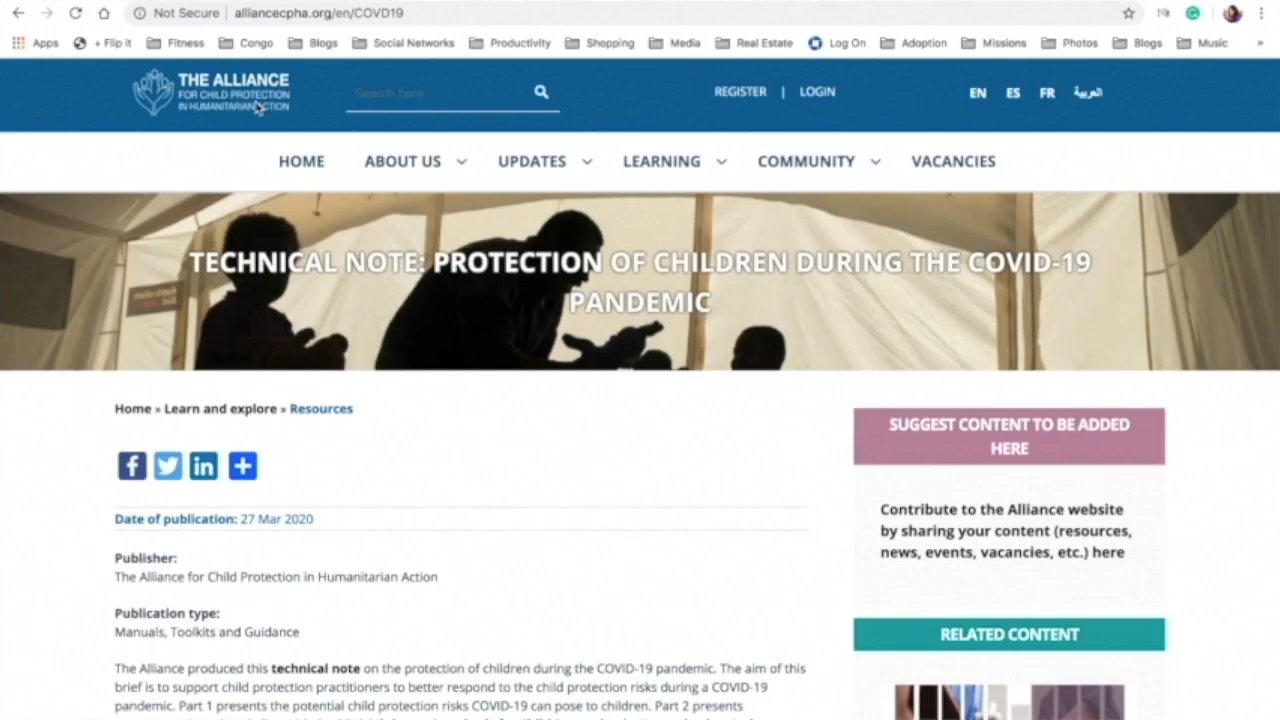 Not Secure
alliancecpha.org/en/COVD19
Apps
+ Flip it
Fitness
Congo
Blogs
Social Networks
Productivity
Shopping
Media
Real Estate
Log On
Adoption
Missions
Photos
Blogs
Music
»
THE ALLIANCE
FOR CHILD PROTECTION
IN HUMANITARIAN ACTION
Search here
REGISTER | LOGIN
EN ES FR العربية
HOME
ABOUT US
UPDATES
LEARNING
COMMUNITY
VACANCIES
TECHNICAL NOTE: PROTECTION OF CHILDREN DURING THE COVID-19
PANDEMIC
Home » Learn and explore » Resources
Date of publication: 27 Mar 2020
Publisher:
The Alliance for Child Protection in Humanitarian Action
Publication type:
Manuals, Toolkits and Guidance
The Alliance produced this technical note on the protection of children during the COVID-19 pandemic. The aim of this
brief is to support child protection practitioners to better respond to the child protection risks during a COVID-19
pandemic. Part 1 presents the potential child protection risks COVID-19 can pose to children. Part 2 presents
SUGGEST CONTENT TO BE ADDED
HERE
Contribute to the Alliance website
by sharing your content (resources,
news, events, vacancies, etc.) here
RELATED CONTENT